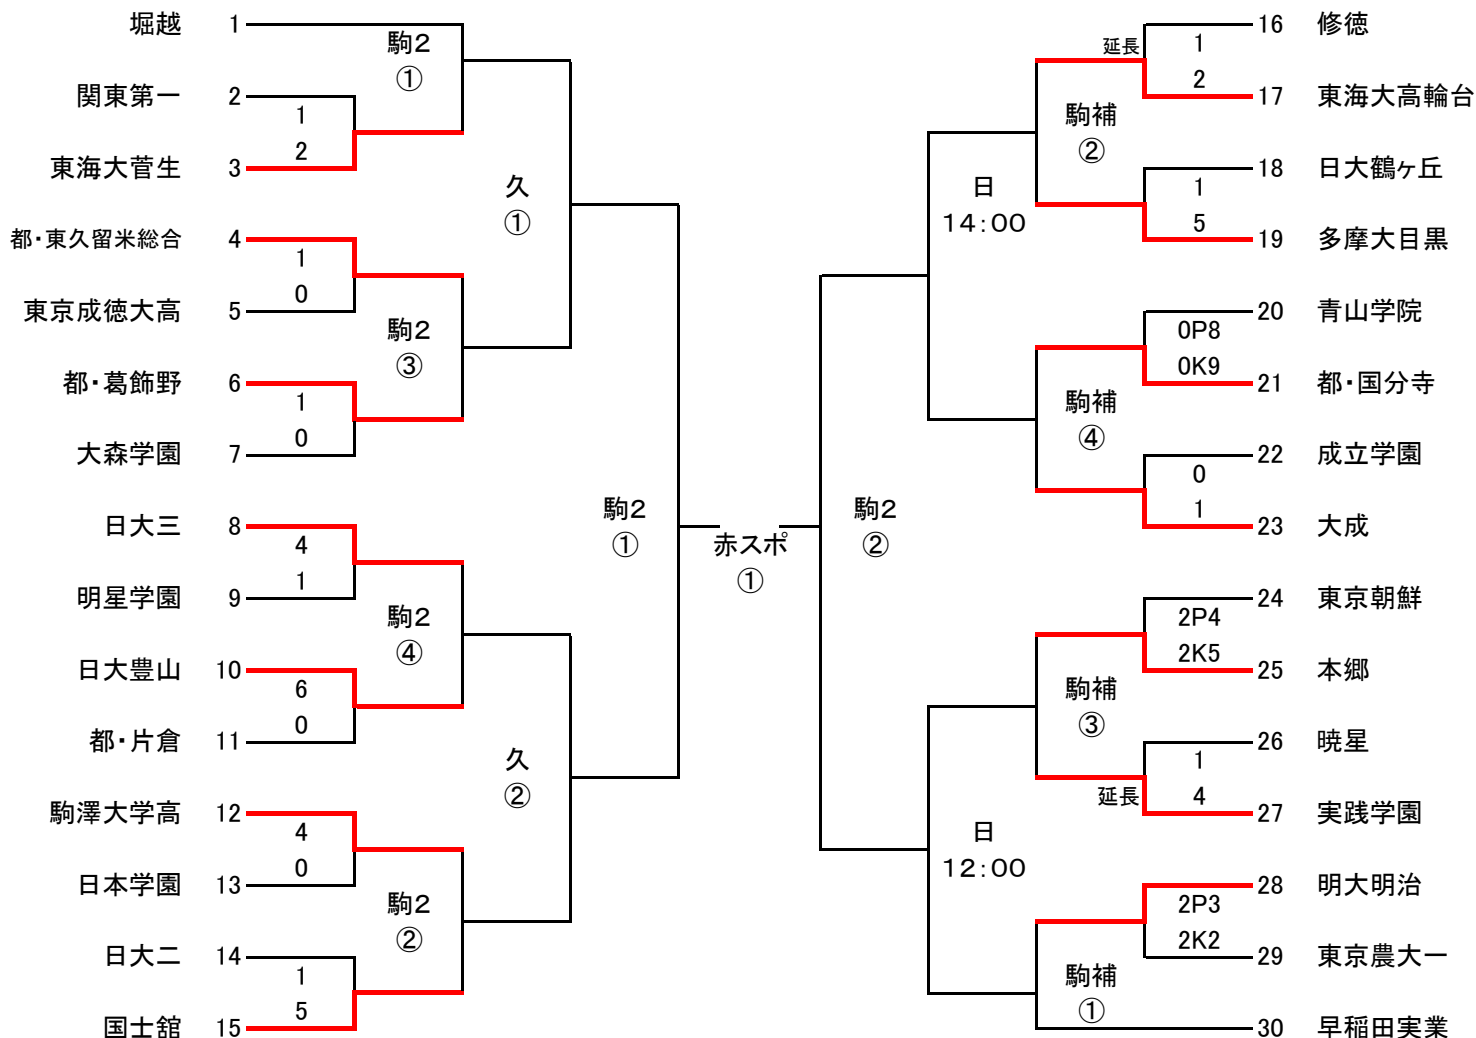 堀越 1
関東第一 2
1
2
東海大菅生 3
駒2
①
都・東久留米総合 4
1
0
東京成徳大高 5
都・葛飾野 6
1
0
大森学園 7
駒2
③
久
①
日大三 8
4
1
明星学園 9
日大豊山 10
6
0
都・片倉 11
駒2
④
駒澤大学高 12
4
0
日本学園 13
日大二 14
1
5
国士舘 15
駒2
②
久
②
駒2
①
赤スポ
①
駒2
②
16 修徳
延長
1
2
17 東海大高輪台
18 日大鶴ヶ丘
1
5
19 多摩大目黒
駒補
②
日
14:00
20 青山学院
0P8
0K9
21 都・国分寺
22 成立学園
0
1
23 大成
駒補
④
24 東京朝鮮
2P4
2K5
25 本郷
26 暁星
1
4
延長
27 実践学園
駒補
③
日
12:00
28 明大明治
2P3
2K2
29 東京農大一
駒補
①
30 早稲田実業